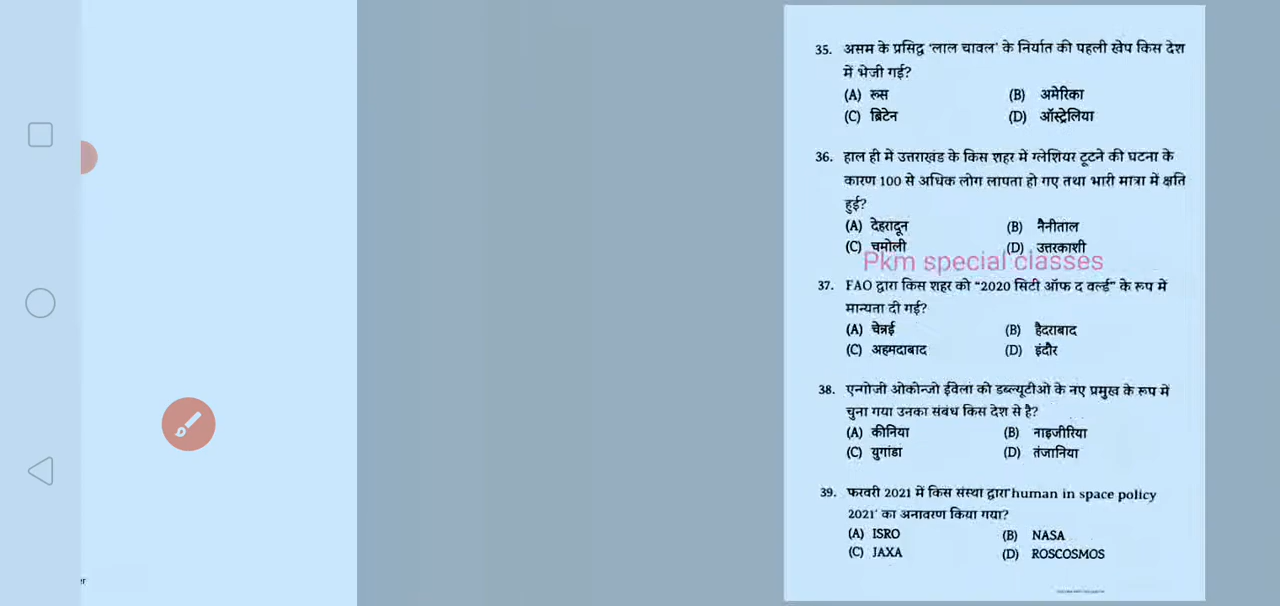 35. असम के प्रसिद्ध 'लाल चावल' के निर्यात की पहली खेप किस देश
में भेजी गई?
(A) रूस (B) अमेरिका
(C) ब्रिटेन (D) ऑस्ट्रेलिया
36. हाल ही में उत्तराखंड के किस शहर में ग्लेशियर टूटने की घटना के
कारण 100 से अधिक लोग लापता हो गए तथा भारी मात्रा में क्षति
हुई?
(A) देहरादून (B) नैनीताल
(C) चमोली (D) उत्तरकाशी
Pkm special classes
37. FAO द्वारा किस शहर को "2020 सिटी ऑफ द वर्ल्ड" के रूप में
मान्यता दी गई?
(A) चेन्नई (B) हैदराबाद
(C) अहमदाबाद (D) इंदौर
38. एन्गोजी ओकोन्जो ईवेला को डब्ल्यूटीओ के नए प्रमुख के रूप में
चुना गया उनका संबंध किस देश से है?
(A) कीनिया (B) नाइजीरिया
(C) युगांडा (D) तंजानिया
39. फरवरी 2021 में किस संस्था द्वारा human in space policy
2021' का अनावरण किया गया?
(A) ISRO (B) NASA
(C) JAXA (D) ROSCOSMOS